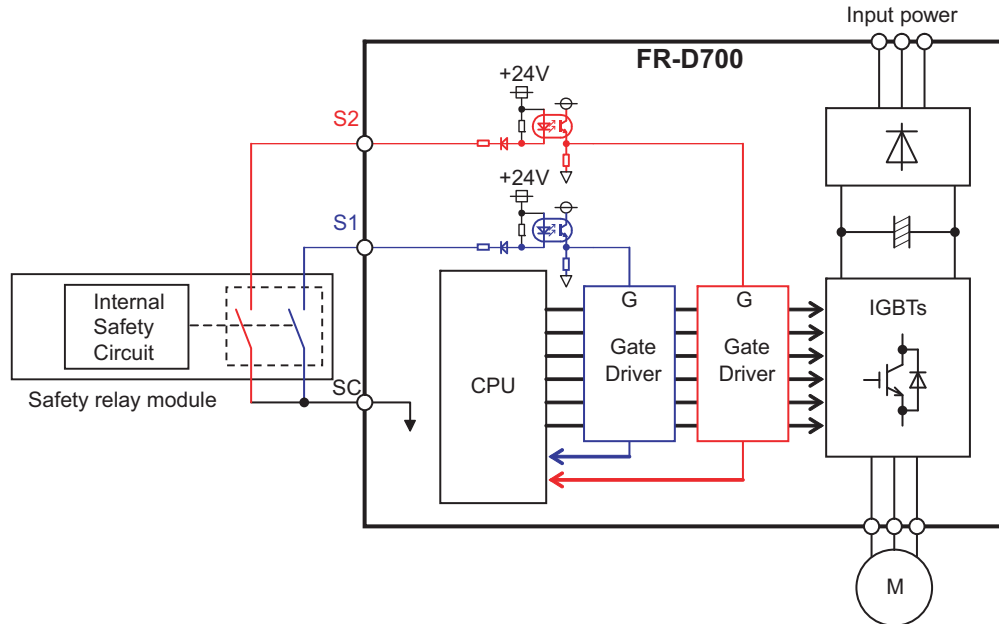 Input power
FR-D700
+24V
S2
+24V
S1
Internal
Safety
Circuit
G
G
IGBTs
Gate
Driver
Gate
Driver
CPU
SC
Safety relay module
M